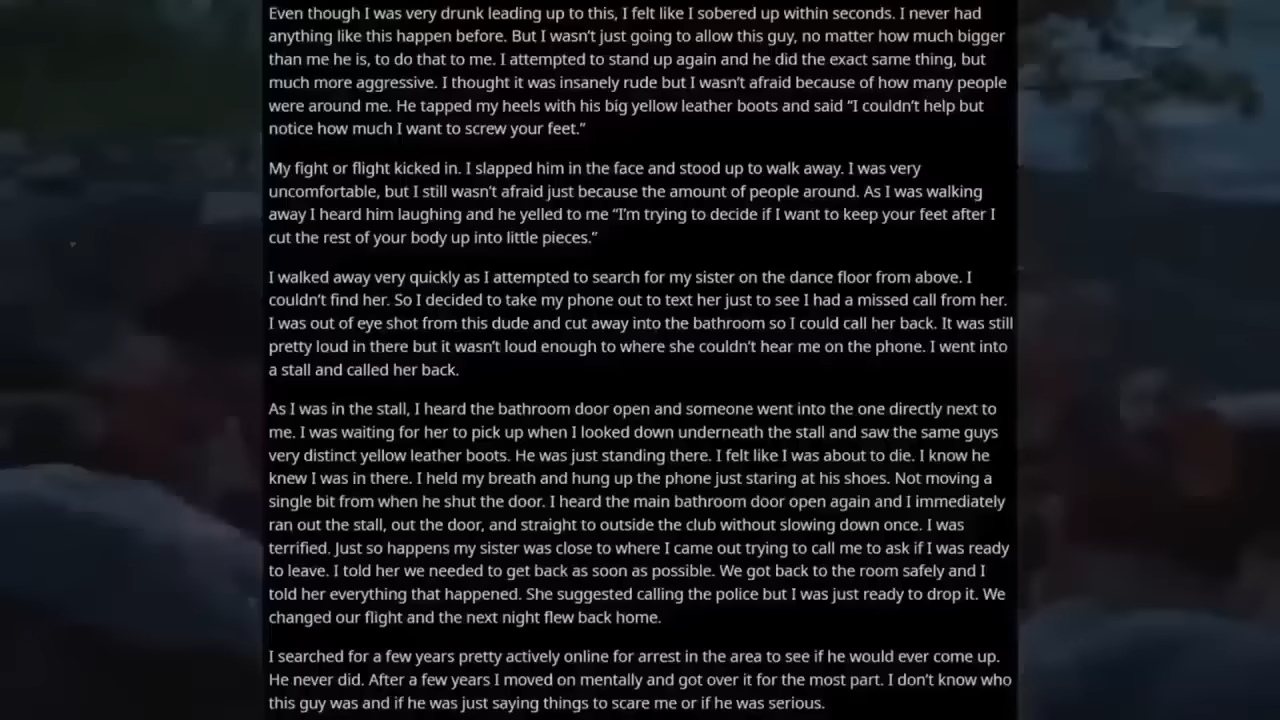 Even though I was very drunk leading up to this, I felt like I sobered up within seconds. I never had
anything like this happen before. But I wasn’t just going to allow this guy, no matter how much bigger
than me he is, to do that to me. I attempted to stand up again and he did the exact same thing, but
much more aggressive. I thought it was insanely rude but I wasn’t afraid because of how many people
were around me. He tapped my heels with his big yellow leather boots and said “I couldn’t help but
notice how much I want to screw your feet.”
My fight or flight kicked in. I slapped him in the face and stood up to walk away. I was very
uncomfortable, but I still wasn’t afraid just because the amount of people around. As I was walking
away I heard him laughing and he yelled to me “I’m trying to decide if I want to keep your feet after I
cut the rest of your body up into little pieces.”
I walked away very quickly as I attempted to search for my sister on the dance floor from above. I
couldn’t find her. So I decided to take my phone out to text her just to see I had a missed call from her.
I was out of eye shot from this dude and cut away into the bathroom so I could call her back. It was still
pretty loud in there but it wasn’t loud enough to where she couldn’t hear me on the phone. I went into
a stall and called her back.
As I was in the stall, I heard the bathroom door open and someone went into the one directly next to
me. I was waiting for her to pick up when I looked down underneath the stall and saw the same guys
very distinct yellow leather boots. He was just standing there. I felt like I was about to die. I know he
knew I was in there. I held my breath and hung up the phone just staring at his shoes. Not moving a
single bit from when he shut the door. I heard the main bathroom door open again and I immediately
ran out the stall, out the door, and straight to outside the club without slowing down once. I was
terrified. Just so happens my sister was close to where I came out trying to call me to ask if I was ready
to leave. I told her we needed to get back as soon as possible. We got back to the room safely and I
told her everything that happened. She suggested calling the police but I was just ready to drop it. We
changed our flight and the next night flew back home.
I searched for a few years pretty actively online for arrest in the area to see if he would ever come up.
He never did. After a few years I moved on mentally and got over it for the most part. I don’t know who
this guy was and if he was just saying things to scare me or if he was serious.